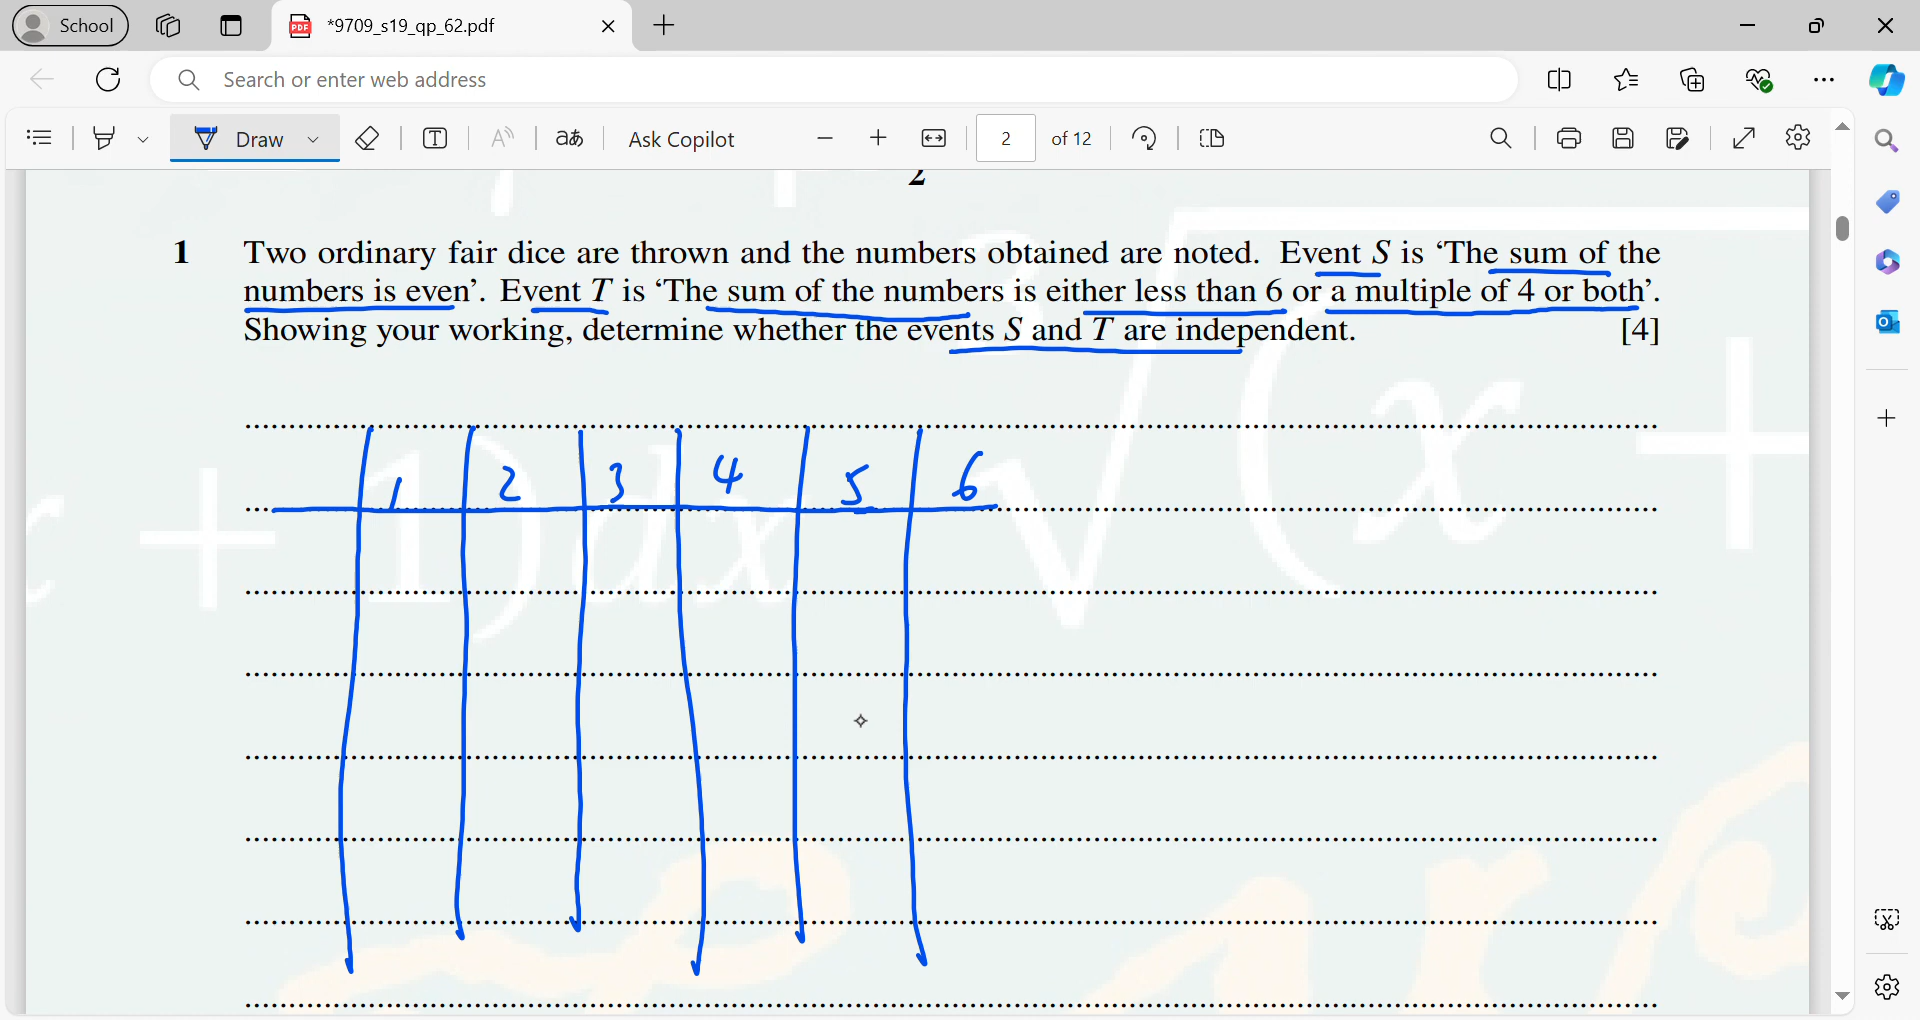 School
*9709_s19_qp_62.pdf
Search or enter web address
Draw
T
A
aあ
Ask Copilot
2
of 12
2
1 Two ordinary fair dice are thrown and the numbers obtained are noted. Event S is ‘The sum of the
numbers is even’. Event T is ‘The sum of the numbers is either less than 6 or a multiple of 4 or both’.
Showing your working, determine whether the events S and T are independent. [4]
1 2 3 4 5 6